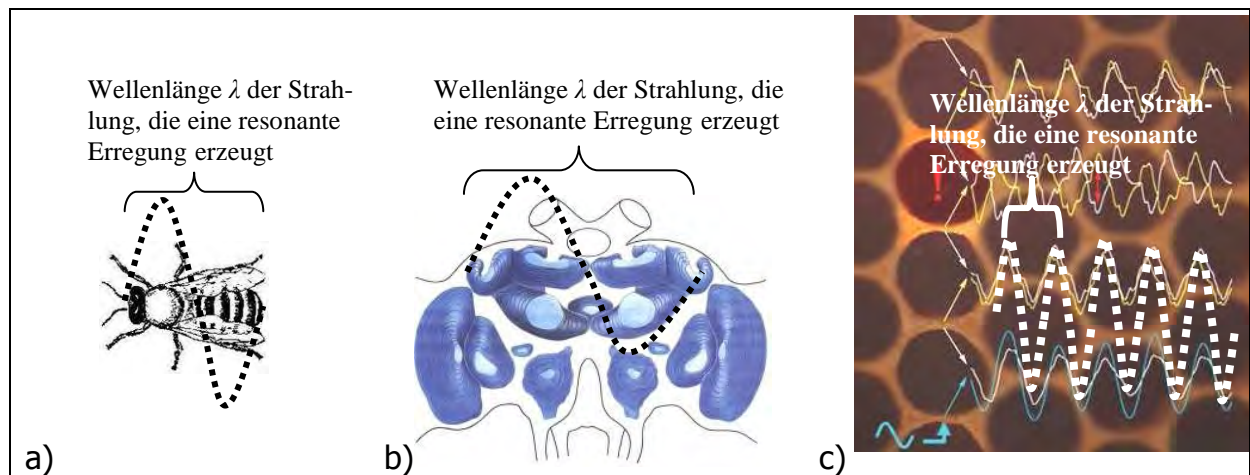 Wellenlänge λ der Strah-
lung, die eine resonante
Erregung erzeugt
a)
Wellenlänge λ der Strahlung, die
eine resonante Erregung erzeugt
b)
Wellenlänge λ der Strah-
lung, die eine resonante
Erregung erzeugt
!
c)